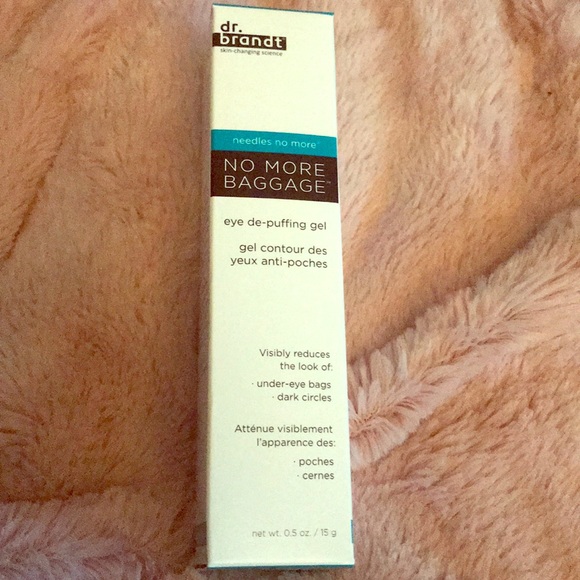 dr.
brandt
skin-changing science
needles no more™
NO MORE
BAGGAGE™
eye de-puffing gel
gel contour des
yeux anti-poches
Visibly reduces
the look of:
· under-eye bags
· dark circles
Atténue visiblement
l'apparence des:
· poches
· cernes
net wt. 0.5 oz. / 15 g